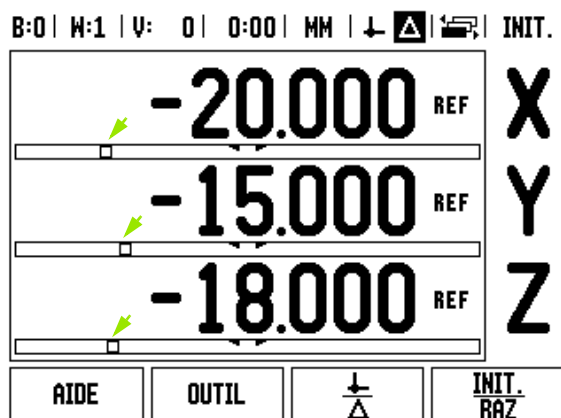 B:0 | W:1 | V: 0 | 0:00 | MM | Δ | INIT.
-20.000 REF X
-15.000 REF Y
-18.000 REF Z
AIDE OUTIL Δ INIT. RAZ